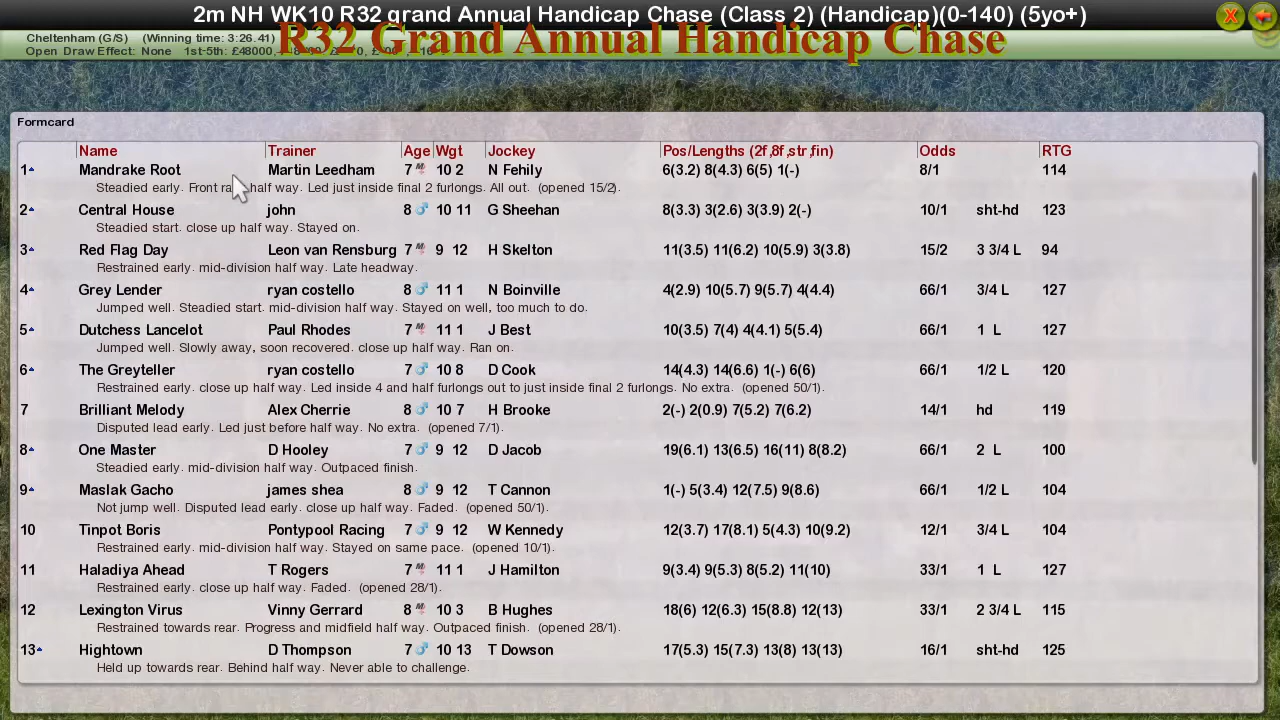 2m NH WK10 R32 grand Annual Handicap Chase (Class 2) (Handicap)(0-140) (5yo+)
R32 Grand Annual Handicap Chase
Cheltenham (G/S) (Winning time: 3:26.41)
Open Draw Effect: None 1st-5th: £48000,
Formcard
Name Trainer Age Wgt Jockey Pos/Lengths (2f,8f,str,fin) Odds RTG
1 Mandrake Root Martin Leedham 7 10 2 N Fehily 6(3.2) 8(4.3) 6(5) 1(-) 8/1 114
Steadied early. Front half way. Led just inside final 2 furlongs. All out. (opened 15/2).
2 Central House john 8 10 11 G Sheehan 8(3.3) 3(2.6) 3(3.9) 2(-) 10/1 sht-hd 123
Steadied start. close up half way. Stayed on.
3 Red Flag Day Leon van Rensburg 7 9 12 H Skelton 11(3.5) 11(6.2) 10(5.9) 3(3.8) 15/2 3 3/4 L 94
Restrained early. mid-division half way. Late headway.
4 Grey Lender ryan costello 8 11 1 N Boinville 4(2.9) 10(5.7) 9(5.7) 4(4.4) 66/1 3/4 L 127
Jumped well. Steadied start. mid-division half way. Stayed on well, too much to do.
5 Dutchess Lancelot Paul Rhodes 7 11 1 J Best 10(3.5) 7(4) 4(4.1) 5(5.4) 66/1 1 L 127
Jumped well. Slowly away, soon recovered. close up half way. Ran on.
6 The Greyteller ryan costello 7 10 8 D Cook 14(4.3) 14(6.6) 1(-) 6(6) 66/1 1/2 L 120
Restrained early. close up half way. Led inside 4 and half furlongs out to just inside final 2 furlongs. No extra. (opened 50/1).
7 Brilliant Melody Alex Cherrie 8 10 7 H Brooke 2(-) 2(0.9) 7(5.2) 7(6.2) 14/1 hd 119
Disputed lead early. Led just before half way. No extra. (opened 7/1).
8 One Master D Hooley 7 9 12 D Jacob 19(6.1) 13(6.5) 16(11) 8(8.2) 66/1 2 L 100
Steadied early. mid-division half way. Outpaced finish.
9 Maslak Gacho james shea 8 9 12 T Cannon 1(-) 5(3.4) 12(7.5) 9(8.6) 66/1 1/2 L 104
Not jump well. Disputed lead early. close up half way. Faded. (opened 50/1).
10 Tinpot Boris Pontypool Racing 7 9 12 W Kennedy 12(3.7) 17(8.1) 5(4.3) 10(9.2) 12/1 3/4 L 104
Restrained early. mid-division half way. Stayed on same pace. (opened 10/1).
11 Haladiya Ahead T Rogers 7 11 1 J Hamilton 9(3.4) 9(5.3) 8(5.2) 11(10) 33/1 1 L 127
Restrained early. close up half way. Faded. (opened 28/1).
12 Lexington Virus Vinny Gerrard 8 10 3 B Hughes 18(6) 12(6.3) 15(8.8) 12(13) 33/1 2 3/4 L 115
Restrained towards rear. Progress and midfield half way. Outpaced finish. (opened 28/1).
13 Hightown D Thompson 7 10 13 T Dowson 17(5.3) 15(7.3) 13(8) 13(13) 16/1 sht-hd 125
Held up towards rear. Behind half way. Never able to challenge.